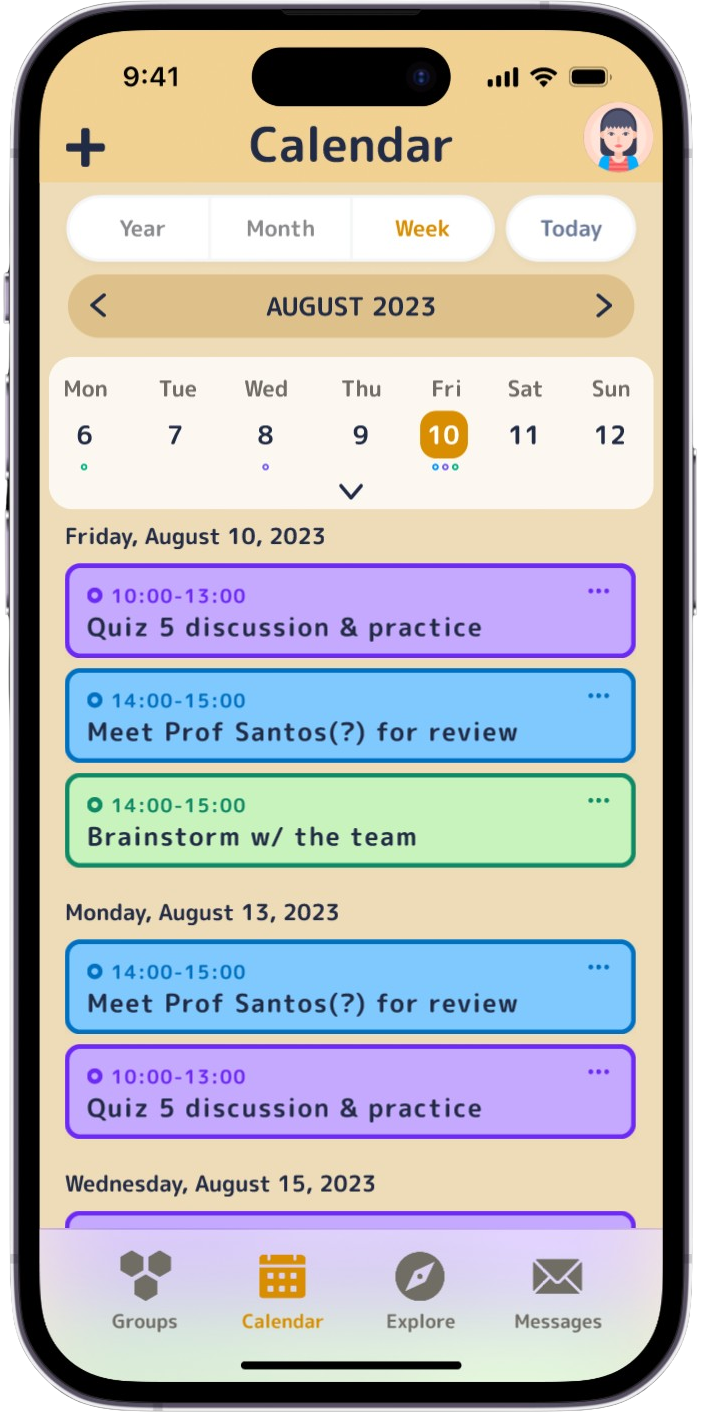 9:41
Calendar
Year Month Week Today
< AUGUST 2023 >
Mon Tue Wed Thu Fri Sat Sun
6 7 8 9 10 11 12
Friday, August 10, 2023
10:00-13:00
Quiz 5 discussion & practice
14:00-15:00
Meet Prof Santos(?) for review
14:00-15:00
Brainstorm w/ the team
Monday, August 13, 2023
14:00-15:00
Meet Prof Santos(?) for review
10:00-13:00
Quiz 5 discussion & practice
Wednesday, August 15, 2023
Groups Calendar Explore Messages